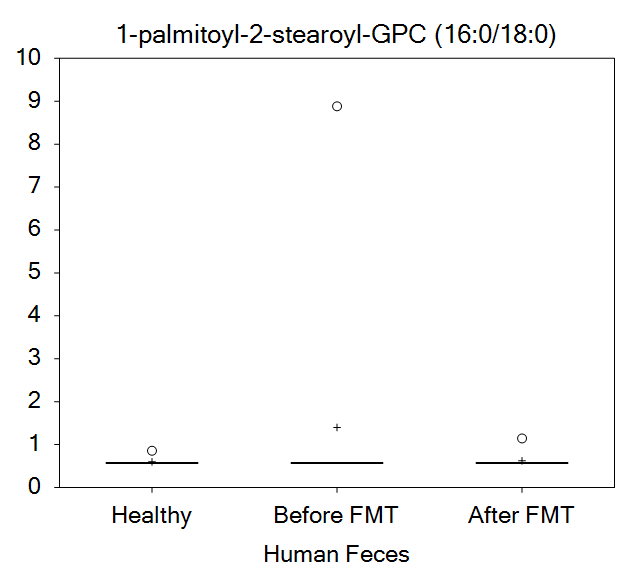 1-palmitoyl-2-stearoyl-GPC (16:0/18:0)
10
9
8
7
6
5
4
3
2
1
0
Healthy
Before FMT
After FMT
Human Feces